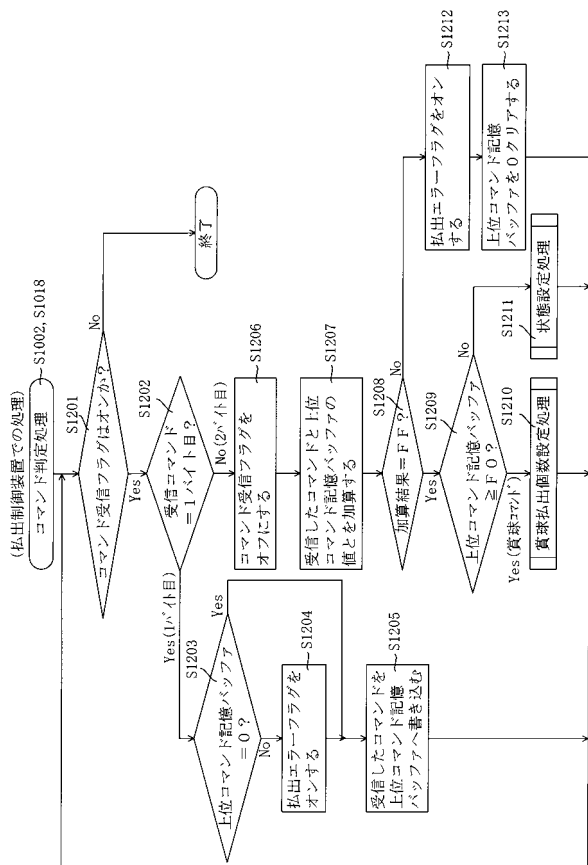 (払出制御装置での処理)
コマンド判定処理
S1002, S1018
S1201
コマンド受信フラグはオンか?
No
終了
Yes
S1202
受信コマンド
=1バイト目?
Yes(1バイト目)
No(2バイト目)
S1203
上位コマンド記憶バッファ
=0?
Yes
No
S1204
払出エラーフラグを
オンする
S1205
受信したコマンドを
上位コマンド記憶
バッファへ書き込む
S1206
コマンド受信フラグを
オフにする
S1207
受信したコマンドと上位
コマンド記憶バッファの
値とを加算する
S1208
加算結果=FF?
No
Yes
S1209
上位コマンド記憶バッファ
≧F0?
No
Yes(賞球コマンド)
S1210
賞球払出個数設定処理
S1211
状態設定処理
S1212
払出エラーフラグをオン
する
S1213
上位コマンド記憶
バッファを0クリアする